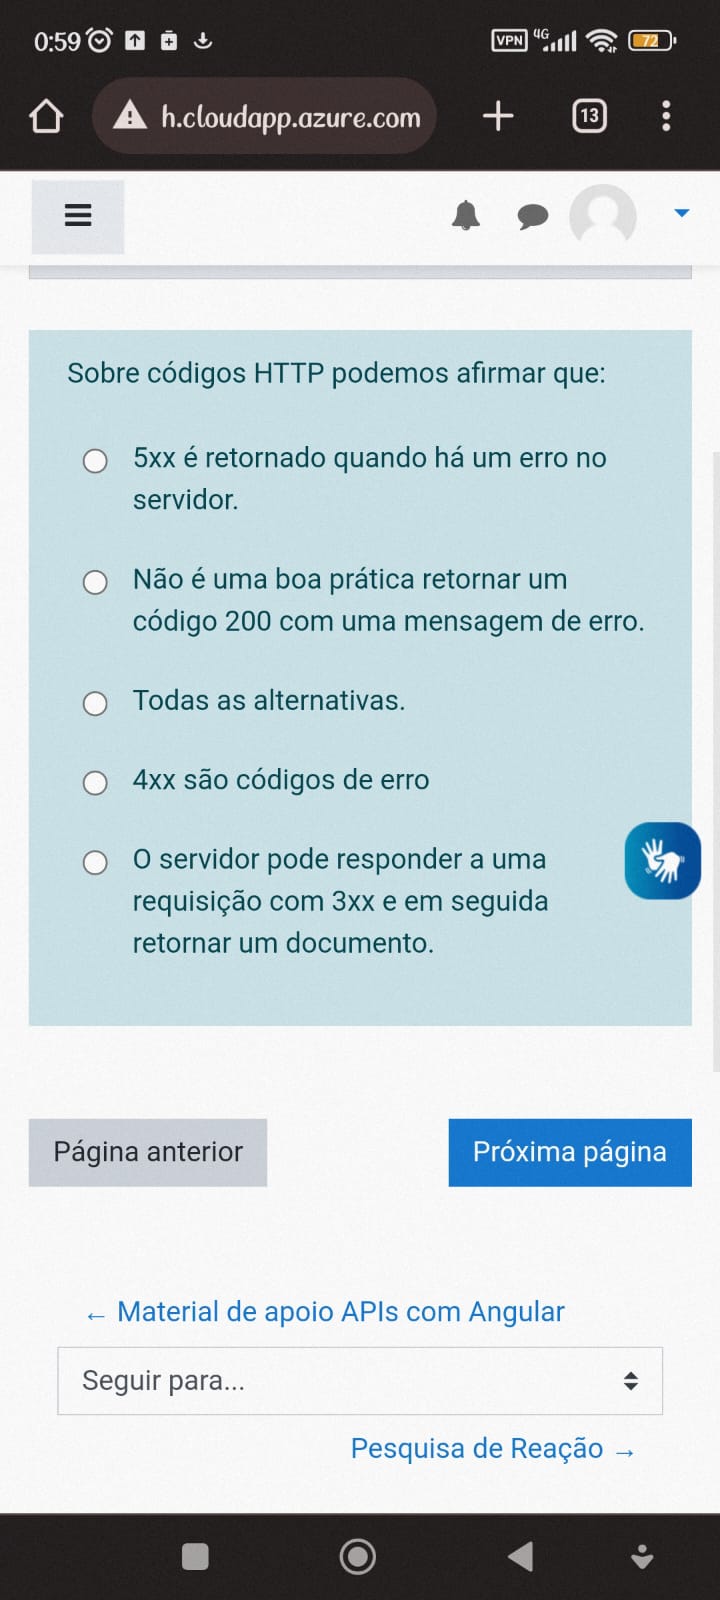 0:59
VPN 4G 72
h.cloudapp.azure.com
13
Sobre códigos HTTP podemos afirmar que:
5xx é retornado quando há um erro no
servidor.
Não é uma boa prática retornar um
código 200 com uma mensagem de erro.
Todas as alternativas.
4xx são códigos de erro
O servidor pode responder a uma
requisição com 3xx e em seguida
retornar um documento.
Página anterior
Próxima página
← Material de apoio APIs com Angular
Seguir para...
Pesquisa de Reação →